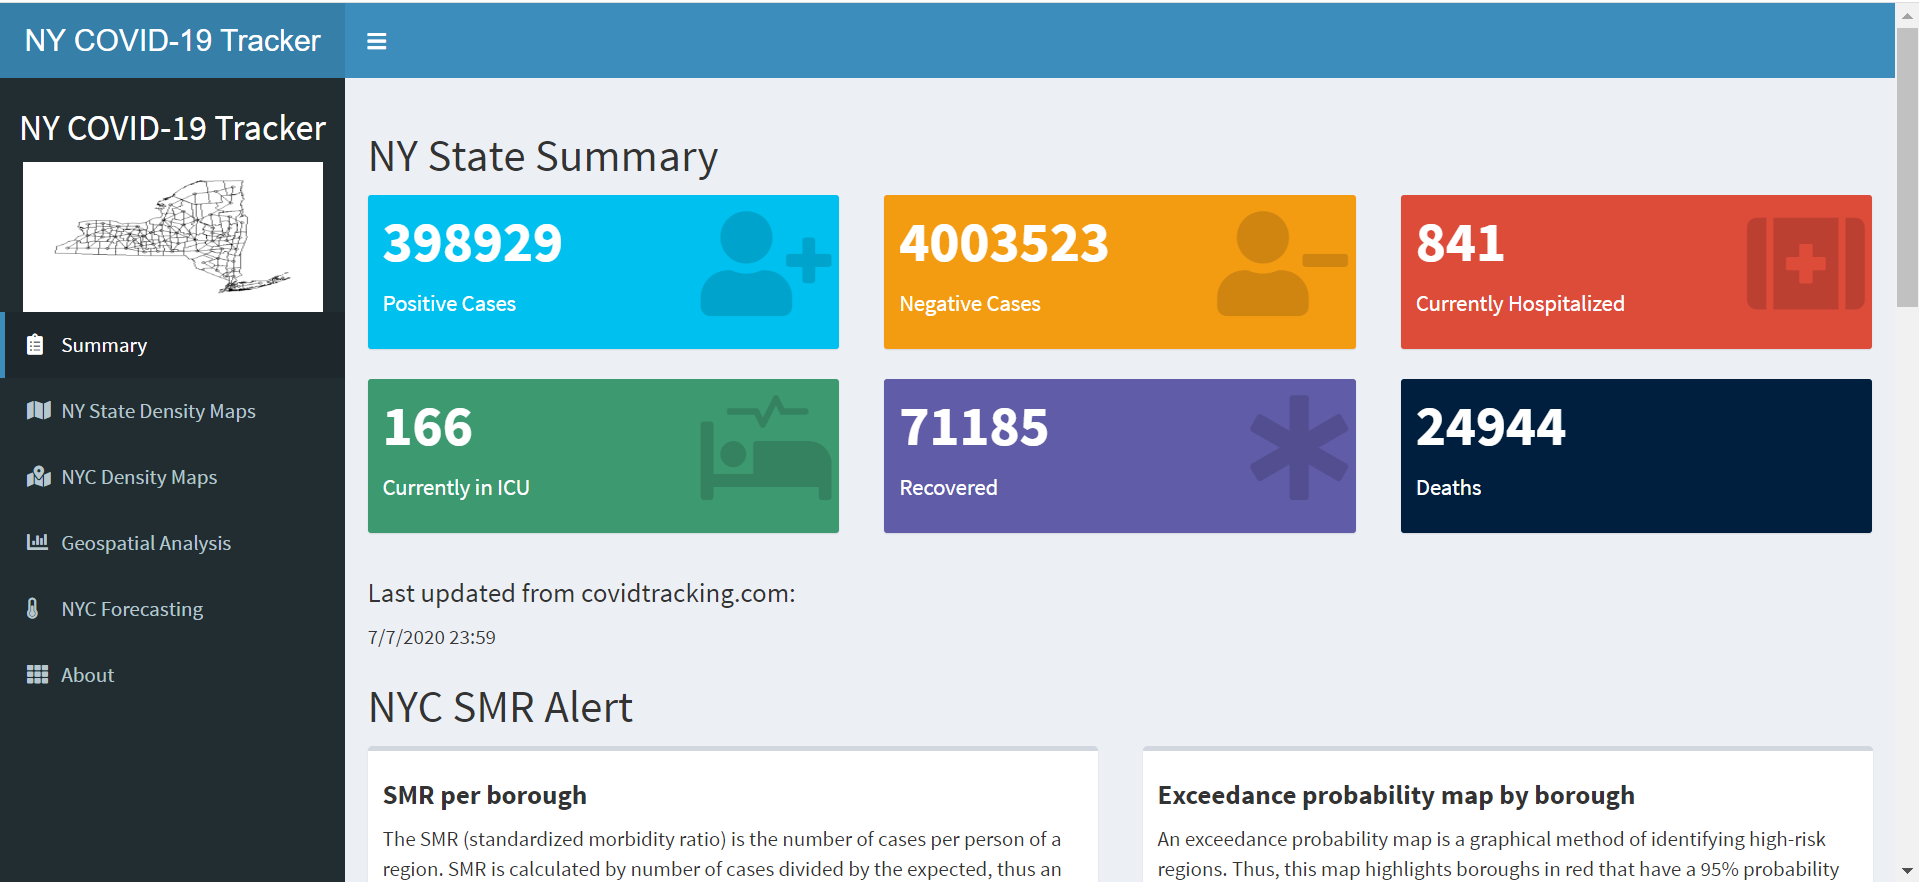 NY COVID-19 Tracker
NY COVID-19 Tracker
Summary
NY State Density Maps
NYC Density Maps
Geospatial Analysis
NYC Forecasting
About
NY State Summary
398929
Positive Cases
4003523
Negative Cases
841
Currently Hospitalized
166
Currently in ICU
71185
Recovered
24944
Deaths
Last updated from covidtracking.com:
7/7/2020 23:59
NYC SMR Alert
SMR per borough
The SMR (standardized morbidity ratio) is the number of cases per person of a
region. SMR is calculated by number of cases divided by the expected, thus an
Exceedance probability map by borough
An exceedance probability map is a graphical method of identifying high-risk
regions. Thus, this map highlights boroughs in red that have a 95% probability